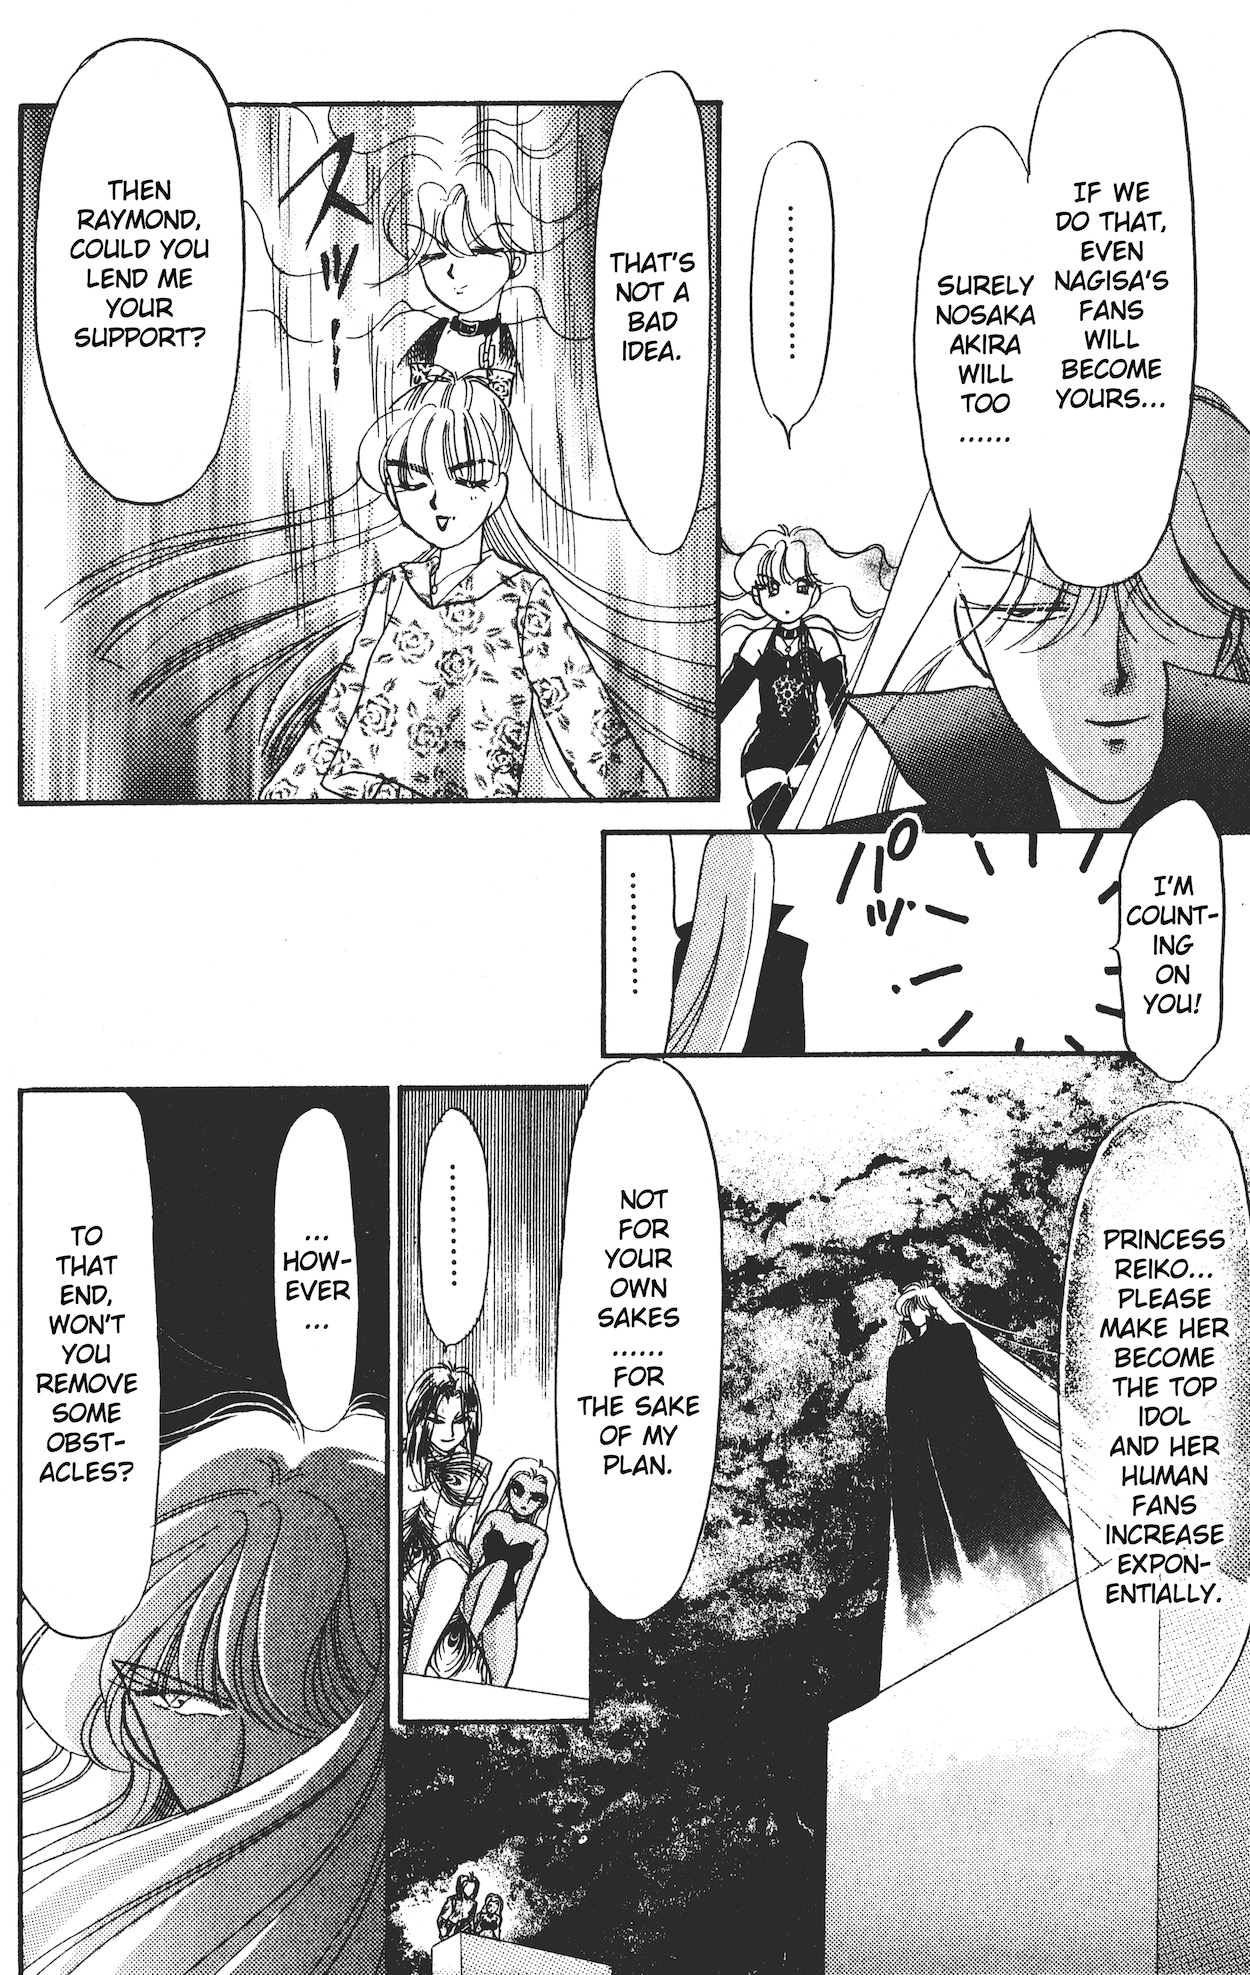 IF WE
DO THAT,
EVEN
NAGISA'S
FANS
WILL
BECOME
YOURS...
SURELY
NOSAKA
AKIRA
WILL
TOO
......
...........
THAT'S
NOT A
BAD
IDEA.
スッ…
THEN
RAYMOND,
COULD YOU
LEND ME
YOUR
SUPPORT?
I'M
COUNT-
ING
ON
YOU!
パッ
...........
PRINCESS
REIKO...
PLEASE
MAKE HER
BECOME
THE TOP
IDOL
AND HER
HUMAN
FANS
INCREASE
EXPON-
ENTIALLY.
NOT
FOR
YOUR
OWN
SAKES
......
FOR
THE SAKE
OF MY
PLAN.
...........
...
HOW-
EVER
...
TO
THAT
END,
WON'T
YOU
REMOVE
SOME
OBST-
ACLES?